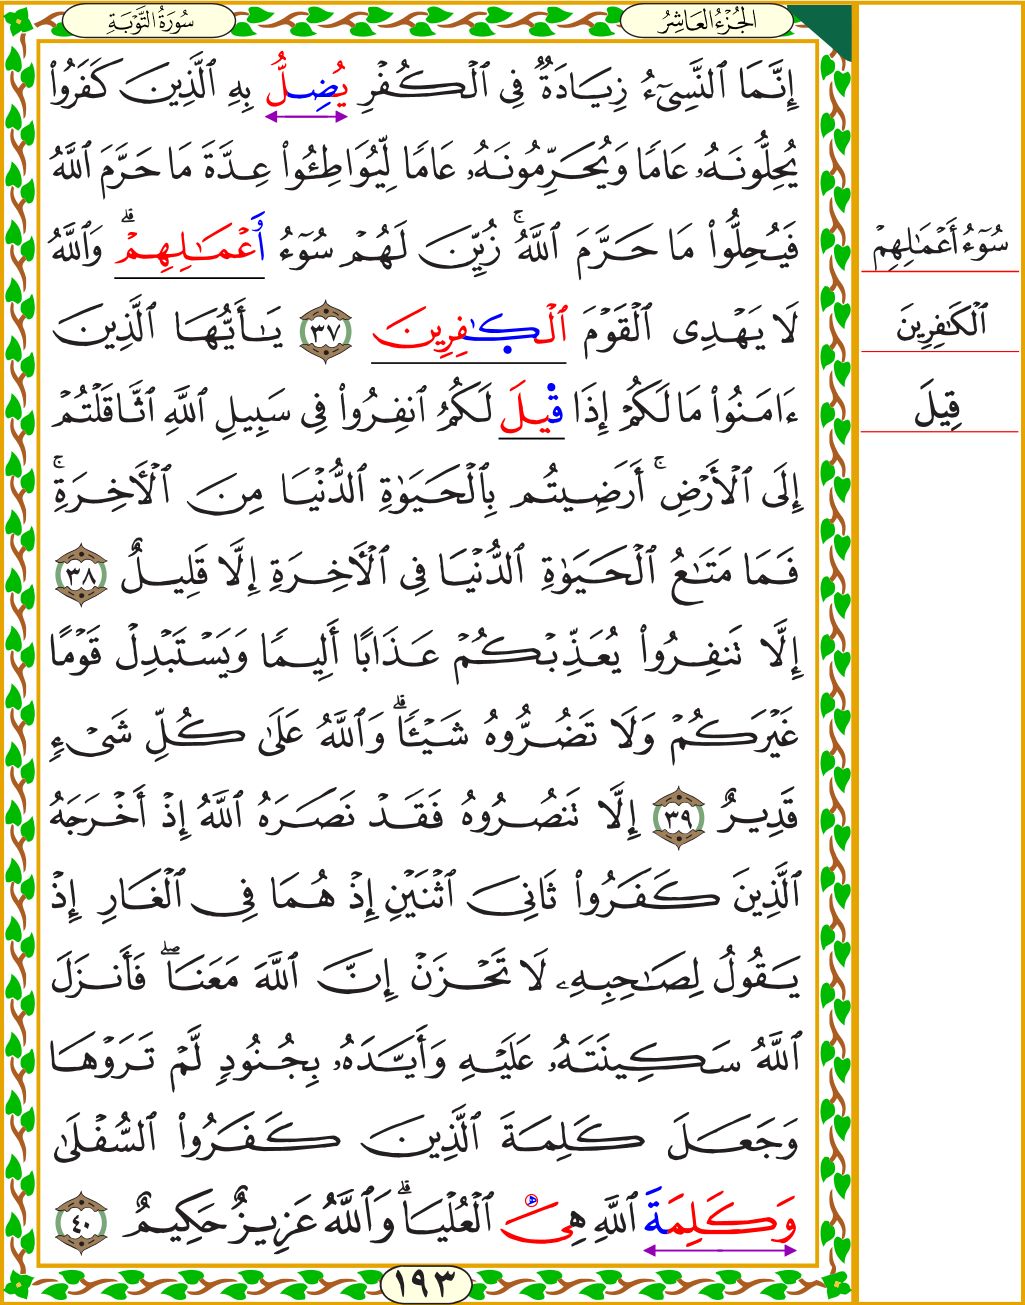 الجُزْءُ العَاشِرُ سُورَةُ التَّوْبَةِ
إِنَّمَا ٱلنَّسِىٓءُ زِيَادَةٌ فِى ٱلْكُفْرِ يُضِلُّ بِهِ ٱلَّذِينَ كَفَرُوا۟
يُحِلُّونَهُۥ عَامًا وَيُحَرِّمُونَهُۥ عَامًا لِّيُوَاطِـُٔوا۟ عِدَّةَ مَا حَرَّمَ ٱللَّهُ
فَيُحِلُّوا۟ مَا حَرَّمَ ٱللَّهُ ۚ زُيِّنَ لَهُمْ سُوٓءُ أَعْمَـٰلِهِمْ ۗ وَٱللَّهُ
سُوٓءُ أَعْمَـٰلِهِمْ
لَا يَهْدِى ٱلْقَوْمَ ٱلْكَـٰفِرِينَ ٣٧ يَـٰٓأَيُّهَا ٱلَّذِينَ
ٱلْكَـٰفِرِينَ
ءَامَنُوا۟ مَا لَكُمْ إِذَا قِيلَ لَكُمُ ٱنفِرُوا۟ فِى سَبِيلِ ٱللَّهِ ٱثَّاقَلْتُمْ
قِيلَ
إِلَى ٱلْأَرْضِ ۚ أَرَضِيتُم بِٱلْحَيَوٰةِ ٱلدُّنْيَا مِنَ ٱلْـَٔاخِرَةِ ۚ
فَمَا مَتَـٰعُ ٱلْحَيَوٰةِ ٱلدُّنْيَا فِى ٱلْـَٔاخِرَةِ إِلَّا قَلِيلٌ ٣٨
إِلَّا تَنفِرُوا۟ يُعَذِّبْكُمْ عَذَابًا أَلِيمًا وَيَسْتَبْدِلْ قَوْمًا
غَيْرَكُمْ وَلَا تَضُرُّوهُ شَيْـًٔا ۗ وَٱللَّهُ عَلَىٰ كُلِّ شَىْءٍ
قَدِيرٌ ٣٩ إِلَّا تَنصُرُوهُ فَقَدْ نَصَرَهُ ٱللَّهُ إِذْ أَخْرَجَهُ
ٱلَّذِينَ كَفَرُوا۟ ثَانِىَ ٱثْنَيْنِ إِذْ هُمَا فِى ٱلْغَارِ إِذْ
يَقُولُ لِصَـٰحِبِهِۦ لَا تَحْزَنْ إِنَّ ٱللَّهَ مَعَنَا ۖ فَأَنزَلَ
ٱللَّهُ سَكِينَتَهُۥ عَلَيْهِ وَأَيَّدَهُۥ بِجُنُودٍ لَّمْ تَرَوْهَا
وَجَعَلَ كَلِمَةَ ٱلَّذِينَ كَفَرُوا۟ ٱلسُّفْلَىٰ
وَكَلِمَةَ ٱللَّهِ هِىَ ٱلْعُلْيَا ۗ وَٱللَّهُ عَزِيزٌ حَكِيمٌ ٤٠
١٩٣